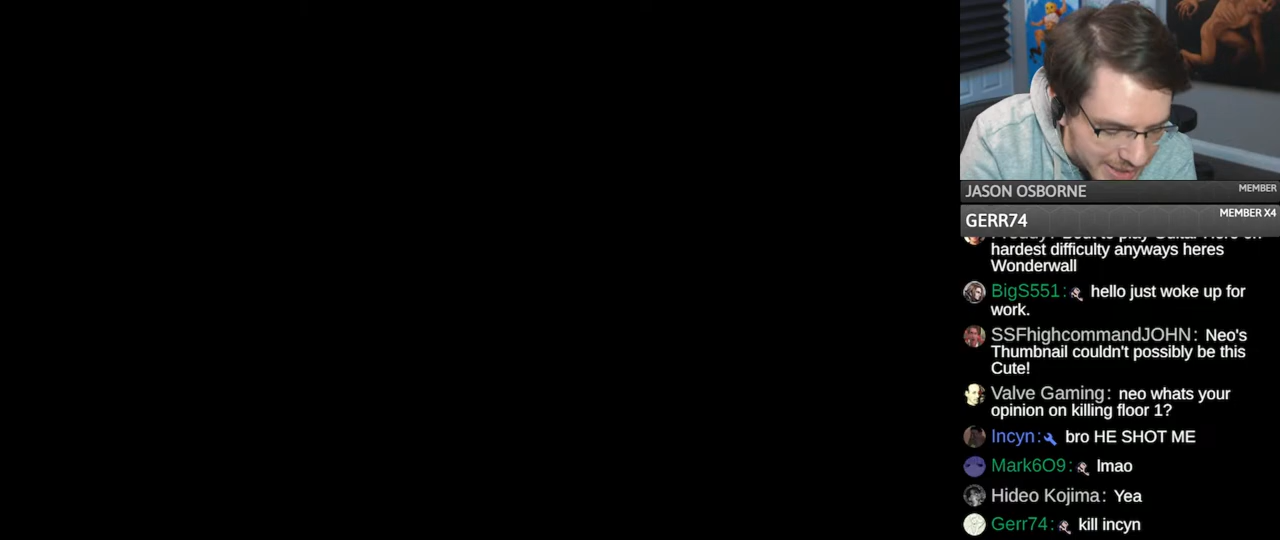 JASON OSBORNE
MEMBER
GERR74
MEMBER X4
hardest difficulty anyways heres
Wonderwall
BigS551: hello just woke up for
work.
SSFhighcommandJOHN: Neo's
Thumbnail couldn't possibly be this
Cute!
Valve Gaming: neo whats your
opinion on killing floor 1?
Incyn: bro HE SHOT ME
Mark6O9: lmao
Hideo Kojima: Yea
Gerr74: kill incyn